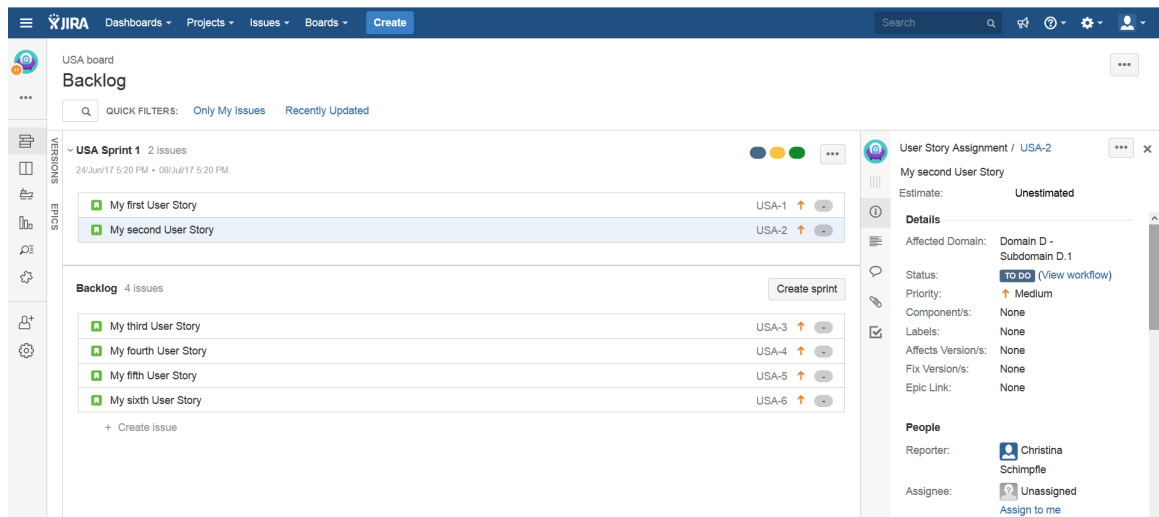 JIRA Dashboards Projects Issues Boards Create Search
USA board
Backlog
QUICK FILTERS: Only My Issues Recently Updated
VERSIONS
EPICS
USA Sprint 1 2 issues
24/Jun/17 5:20 PM • 08/Jul/17 5:20 PM
My first User Story USA-1 -
My second User Story USA-2 -
Backlog 4 issues Create sprint
My third User Story USA-3 -
My fourth User Story USA-4 -
My fifth User Story USA-5 -
My sixth User Story USA-6 -
+ Create issue
User Story Assignment / USA-2
My second User Story
Estimate: Unestimated
Details
Affected Domain: Domain D -
Subdomain D.1
Status: TO DO (View workflow)
Priority: Medium
Component/s: None
Labels: None
Affects Version/s: None
Fix Version/s: None
Epic Link: None
People
Reporter: Christina
Schimpfle
Assignee: Unassigned
Assign to me